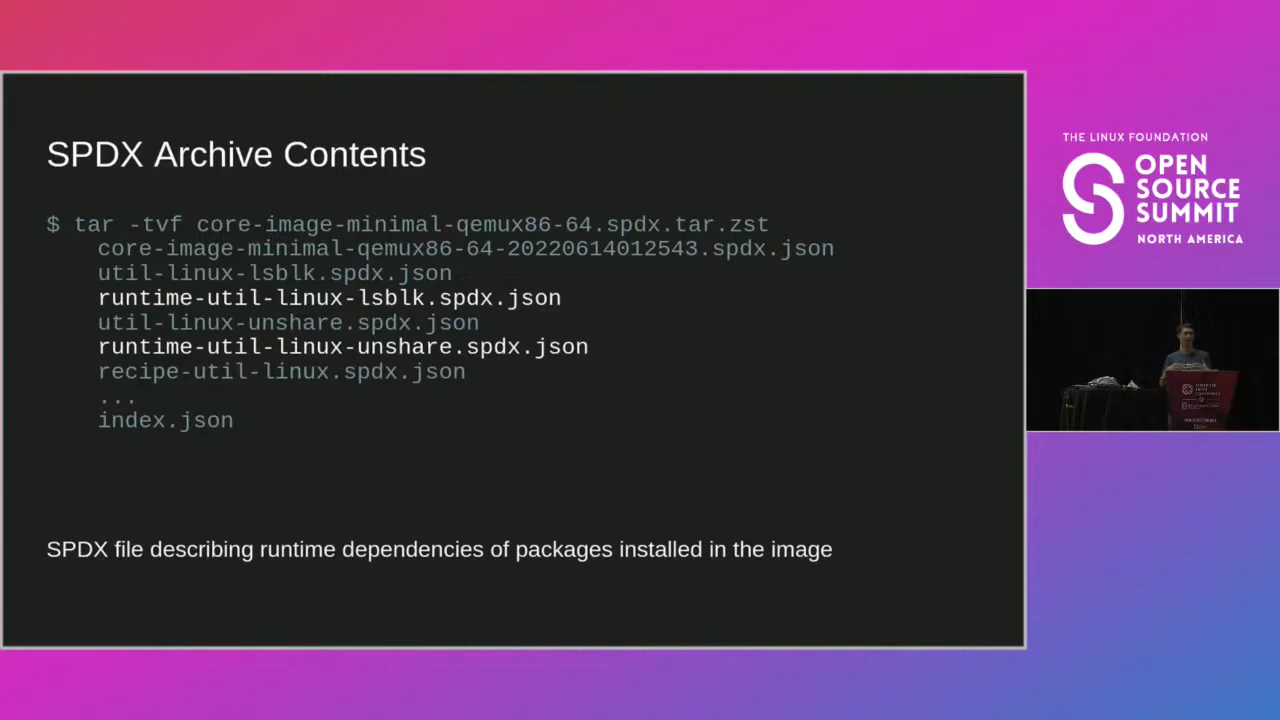 SPDX Archive Contents
$ tar -tvf core-image-minimal-qemux86-64.spdx.tar.zst
core-image-minimal-qemux86-64-20220614012543.spdx.json
util-linux-lsblk.spdx.json
runtime-util-linux-lsblk.spdx.json
util-linux-unshare.spdx.json
runtime-util-linux-unshare.spdx.json
recipe-util-linux.spdx.json
...
index.json
SPDX file describing runtime dependencies of packages installed in the image
THE LINUX FOUNDATION
OPEN
SOURCE
SUMMIT
NORTH AMERICA